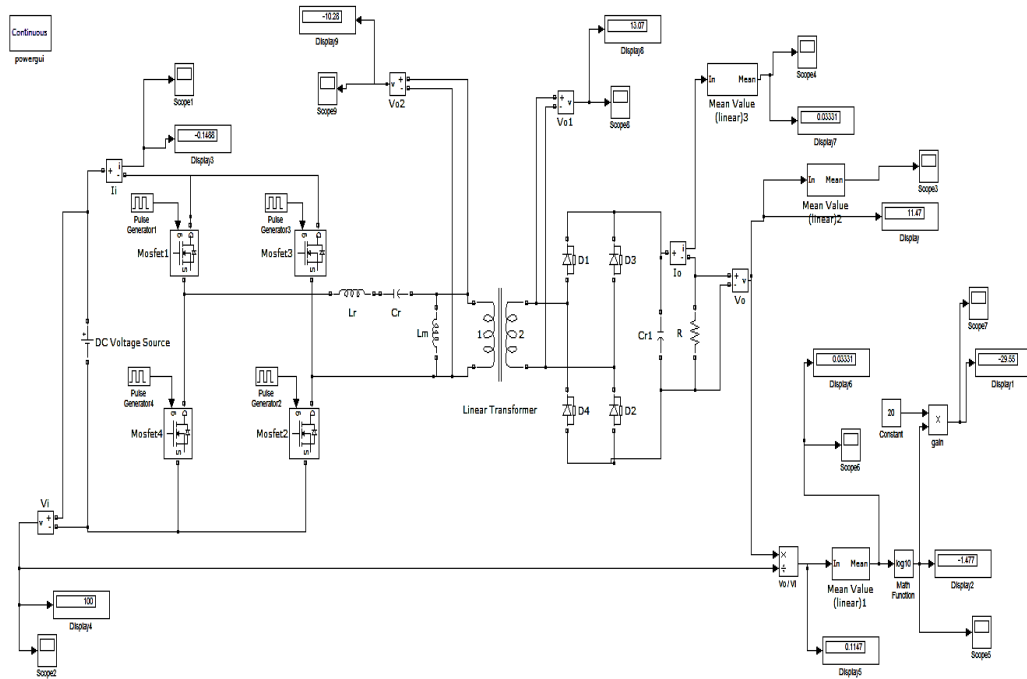 Continuous
powergui
-10.28
Display9
Scope9
Vo2
13.07
Display8
Vo1
Scope8
Scope1
-0.1468
Display3
Ii
In Mean
Mean Value
(linear)3
Scope4
0.03331
Display7
In Mean
Mean Value
(linear)2
Scope3
11.47
Display
Pulse
Generator1
Mosfet1
Pulse
Generator3
Mosfet3
Lr
Cr
Lm
1
2
Linear Transformer
D1
D3
D4
D2
Cr1
Io
R
Vo
DC Voltage Source
Pulse
Generator4
Mosfet4
Pulse
Generator2
Mosfet2
Scope7
-29.55
Display1
0.03331
Display6
20
Constant
gain
Scope6
Vi
100
Display4
Scope2
Vo/Vi
In Mean
Mean Value
(linear)1
log10
Math
Function
-1.477
Display2
Scope5
0.1147
Display5